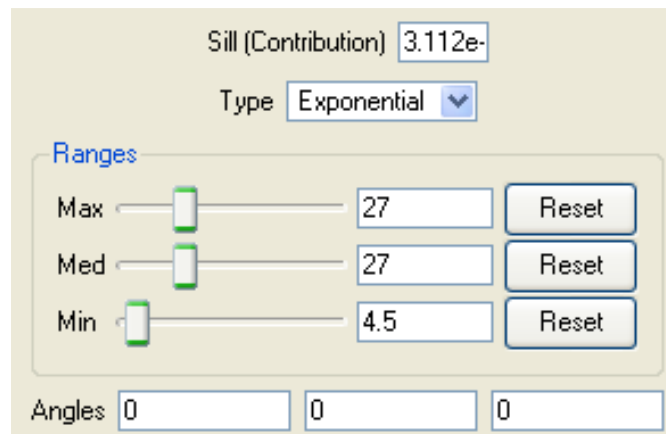 Sill (Contribution) 3.112e-
Type Exponential
Ranges
Max 27 Reset
Med 27 Reset
Min 4.5 Reset
Angles 0 0 0